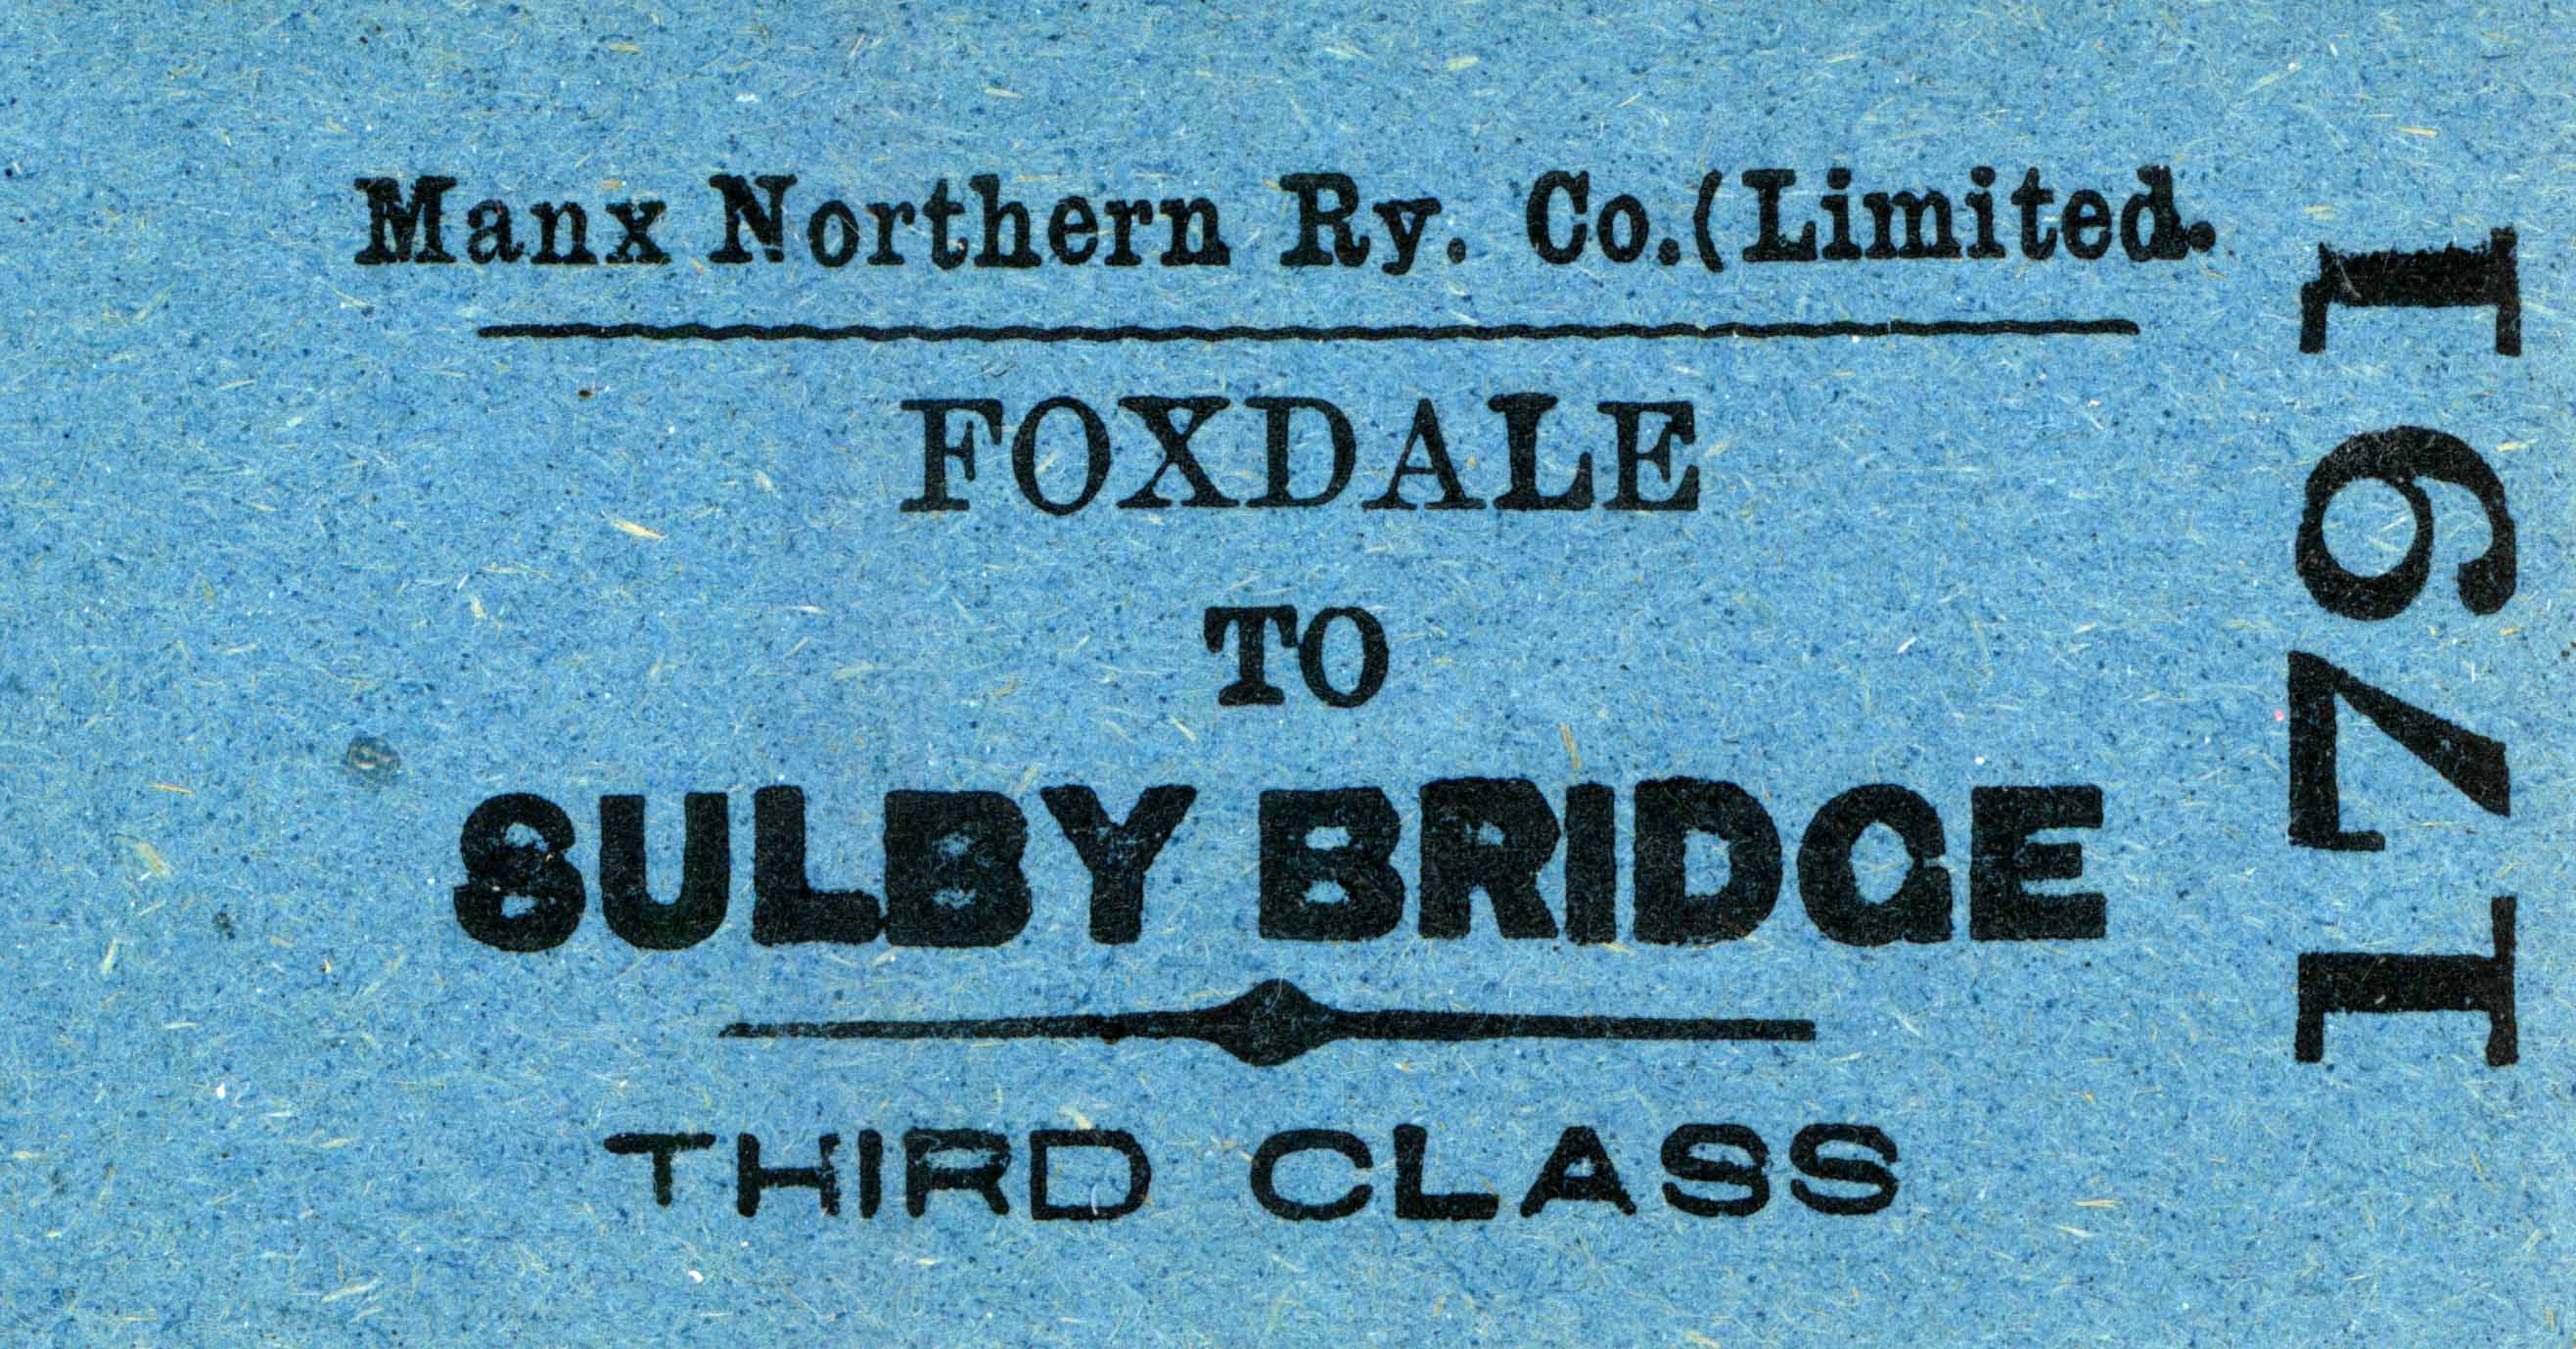 Manx Northern Ry. Co.(Limited.
FOXDALE
TO
SULBY BRIDGE
THIRD CLASS
1791